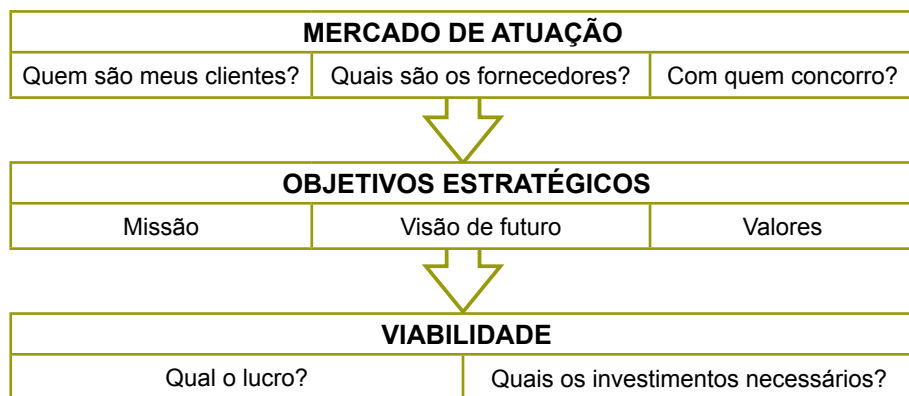 MERCADO DE ATUAÇÃO
Quem são meus clientes?
Quais são os fornecedores?
Com quem concorro?
OBJETIVOS ESTRATÉGICOS
Missão
Visão de futuro
Valores
VIABILIDADE
Qual o lucro?
Quais os investimentos necessários?